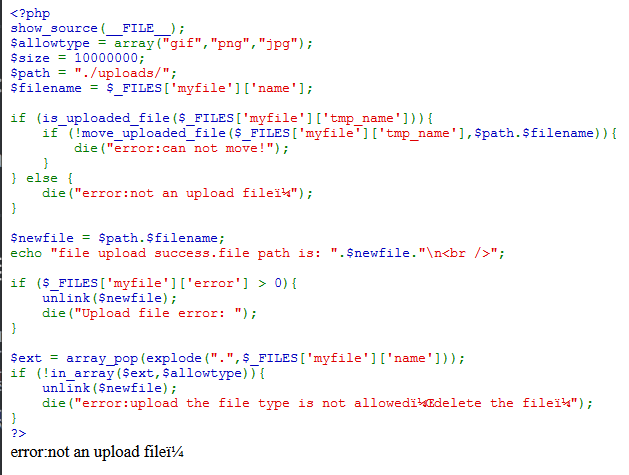 <?php
show_source(__FILE__);
$allowtype = array("gif","png","jpg");
$size = 10000000;
$path = "./uploads/";
$filename = $_FILES['myfile']['name'];
if (is_uploaded_file($_FILES['myfile']['tmp_name'])){
if (!move_uploaded_file($_FILES['myfile']['tmp_name'],$path.$filename)){
die("error:can not move!");
}
} else {
die("error:not an upload fileï¼");
}
$newfile = $path.$filename;
echo "file upload success.file path is: ".$newfile."\n<br />";
if ($_FILES['myfile']['error'] > 0){
unlink($newfile);
die("Upload file error: ");
}
$ext = array_pop(explode(".",$_FILES['myfile']['name']));
if (!in_array($ext,$allowtype)){
unlink($newfile);
die("error:upload the file type is not allowedï¼Œdelete the fileï¼");
}
?>
error:not an upload fileï¼